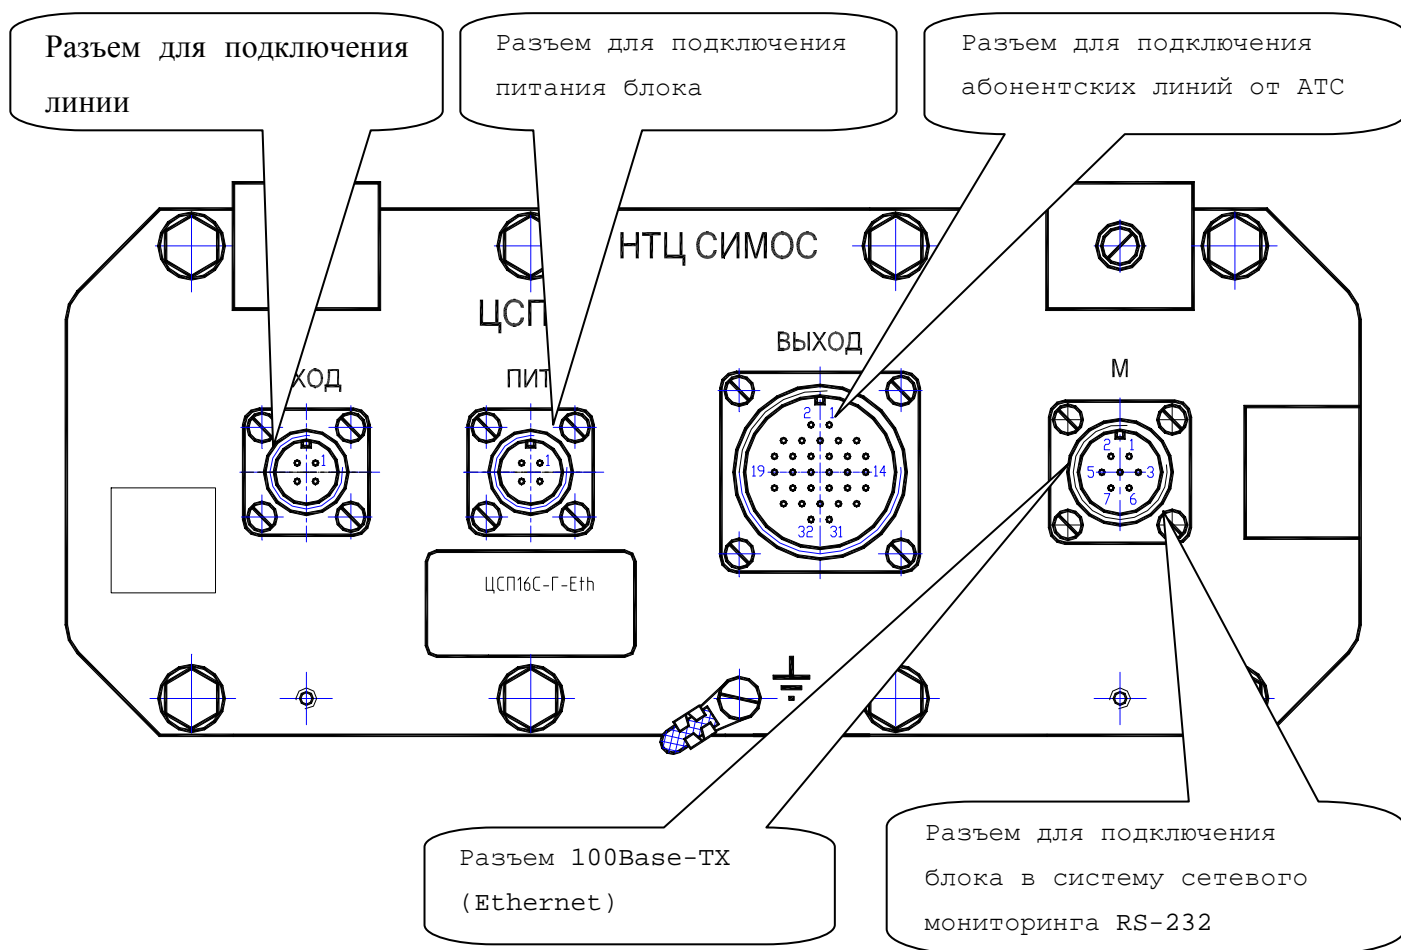 Разъем для подключения
линии
Разъем для подключения
питания блока
Разъем для подключения
абонентских линий от АТС
НТЦ СИМОС
ЦСП
ВЫХОД
ХОД
ПИТ
М
2 1
19 14
32 31
1
1
2 1
5 3
7 6
ЦСП16С-Г-Eth
Разъем 100Base-TX
(Ethernet)
Разъем для подключения
блока в систему сетевого
мониторинга RS-232